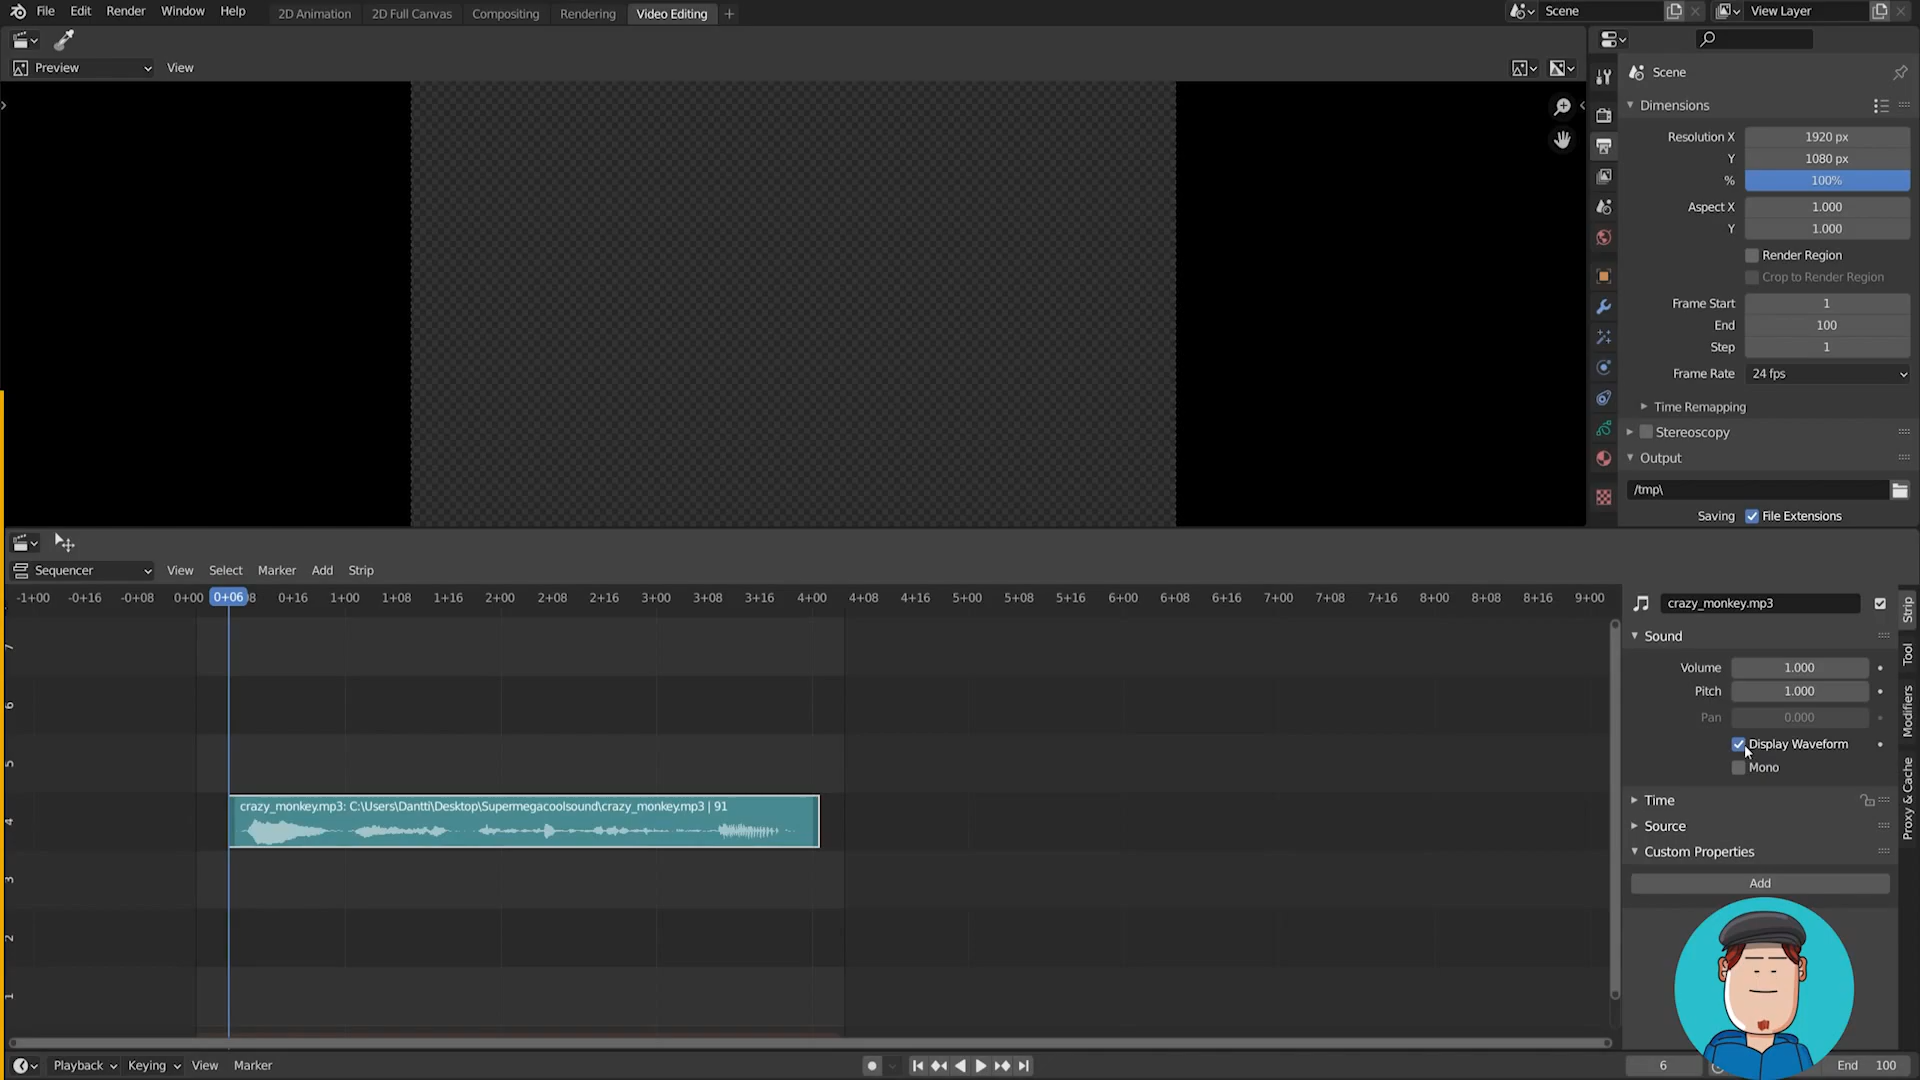 File Edit Render Window Help 2D Animation 2D Full Canvas Compositing Rendering Video Editing + Scene View Layer
Preview View
Scene
Dimensions
Resolution X 1920 px
Y 1080 px
% 100%
Aspect X 1.000
Y 1.000
Render Region
Crop to Render Region
Frame Start 1
End 100
Step 1
Frame Rate 24 fps
Time Remapping
Stereoscopy
Output
/tmp\
Saving File Extensions
Sequencer View Select Marker Add Strip
-1+00 -0+16 -0+08 0+00 0+06 8 0+16 1+00 1+08 1+16 2+00 2+08 2+16 3+00 3+08 3+16 4+00 4+08 4+16 5+00 5+08 5+16 6+00 6+08 6+16 7+00 7+08 7+16 8+00 8+08 8+16 9+00
7
6
5
4
3
2
1
crazy_monkey.mp3: C:\Users\Dantti\Desktop\Supermegacoolsound\crazy_monkey.mp3 | 91
crazy_monkey.mp3
Sound
Volume 1.000
Pitch 1.000
Pan 0.000
Display Waveform
Mono
Time
Source
Custom Properties
Add
Strip
Tool
Modifiers
Proxy & Cache
Playback Keying View Marker 6 End 100